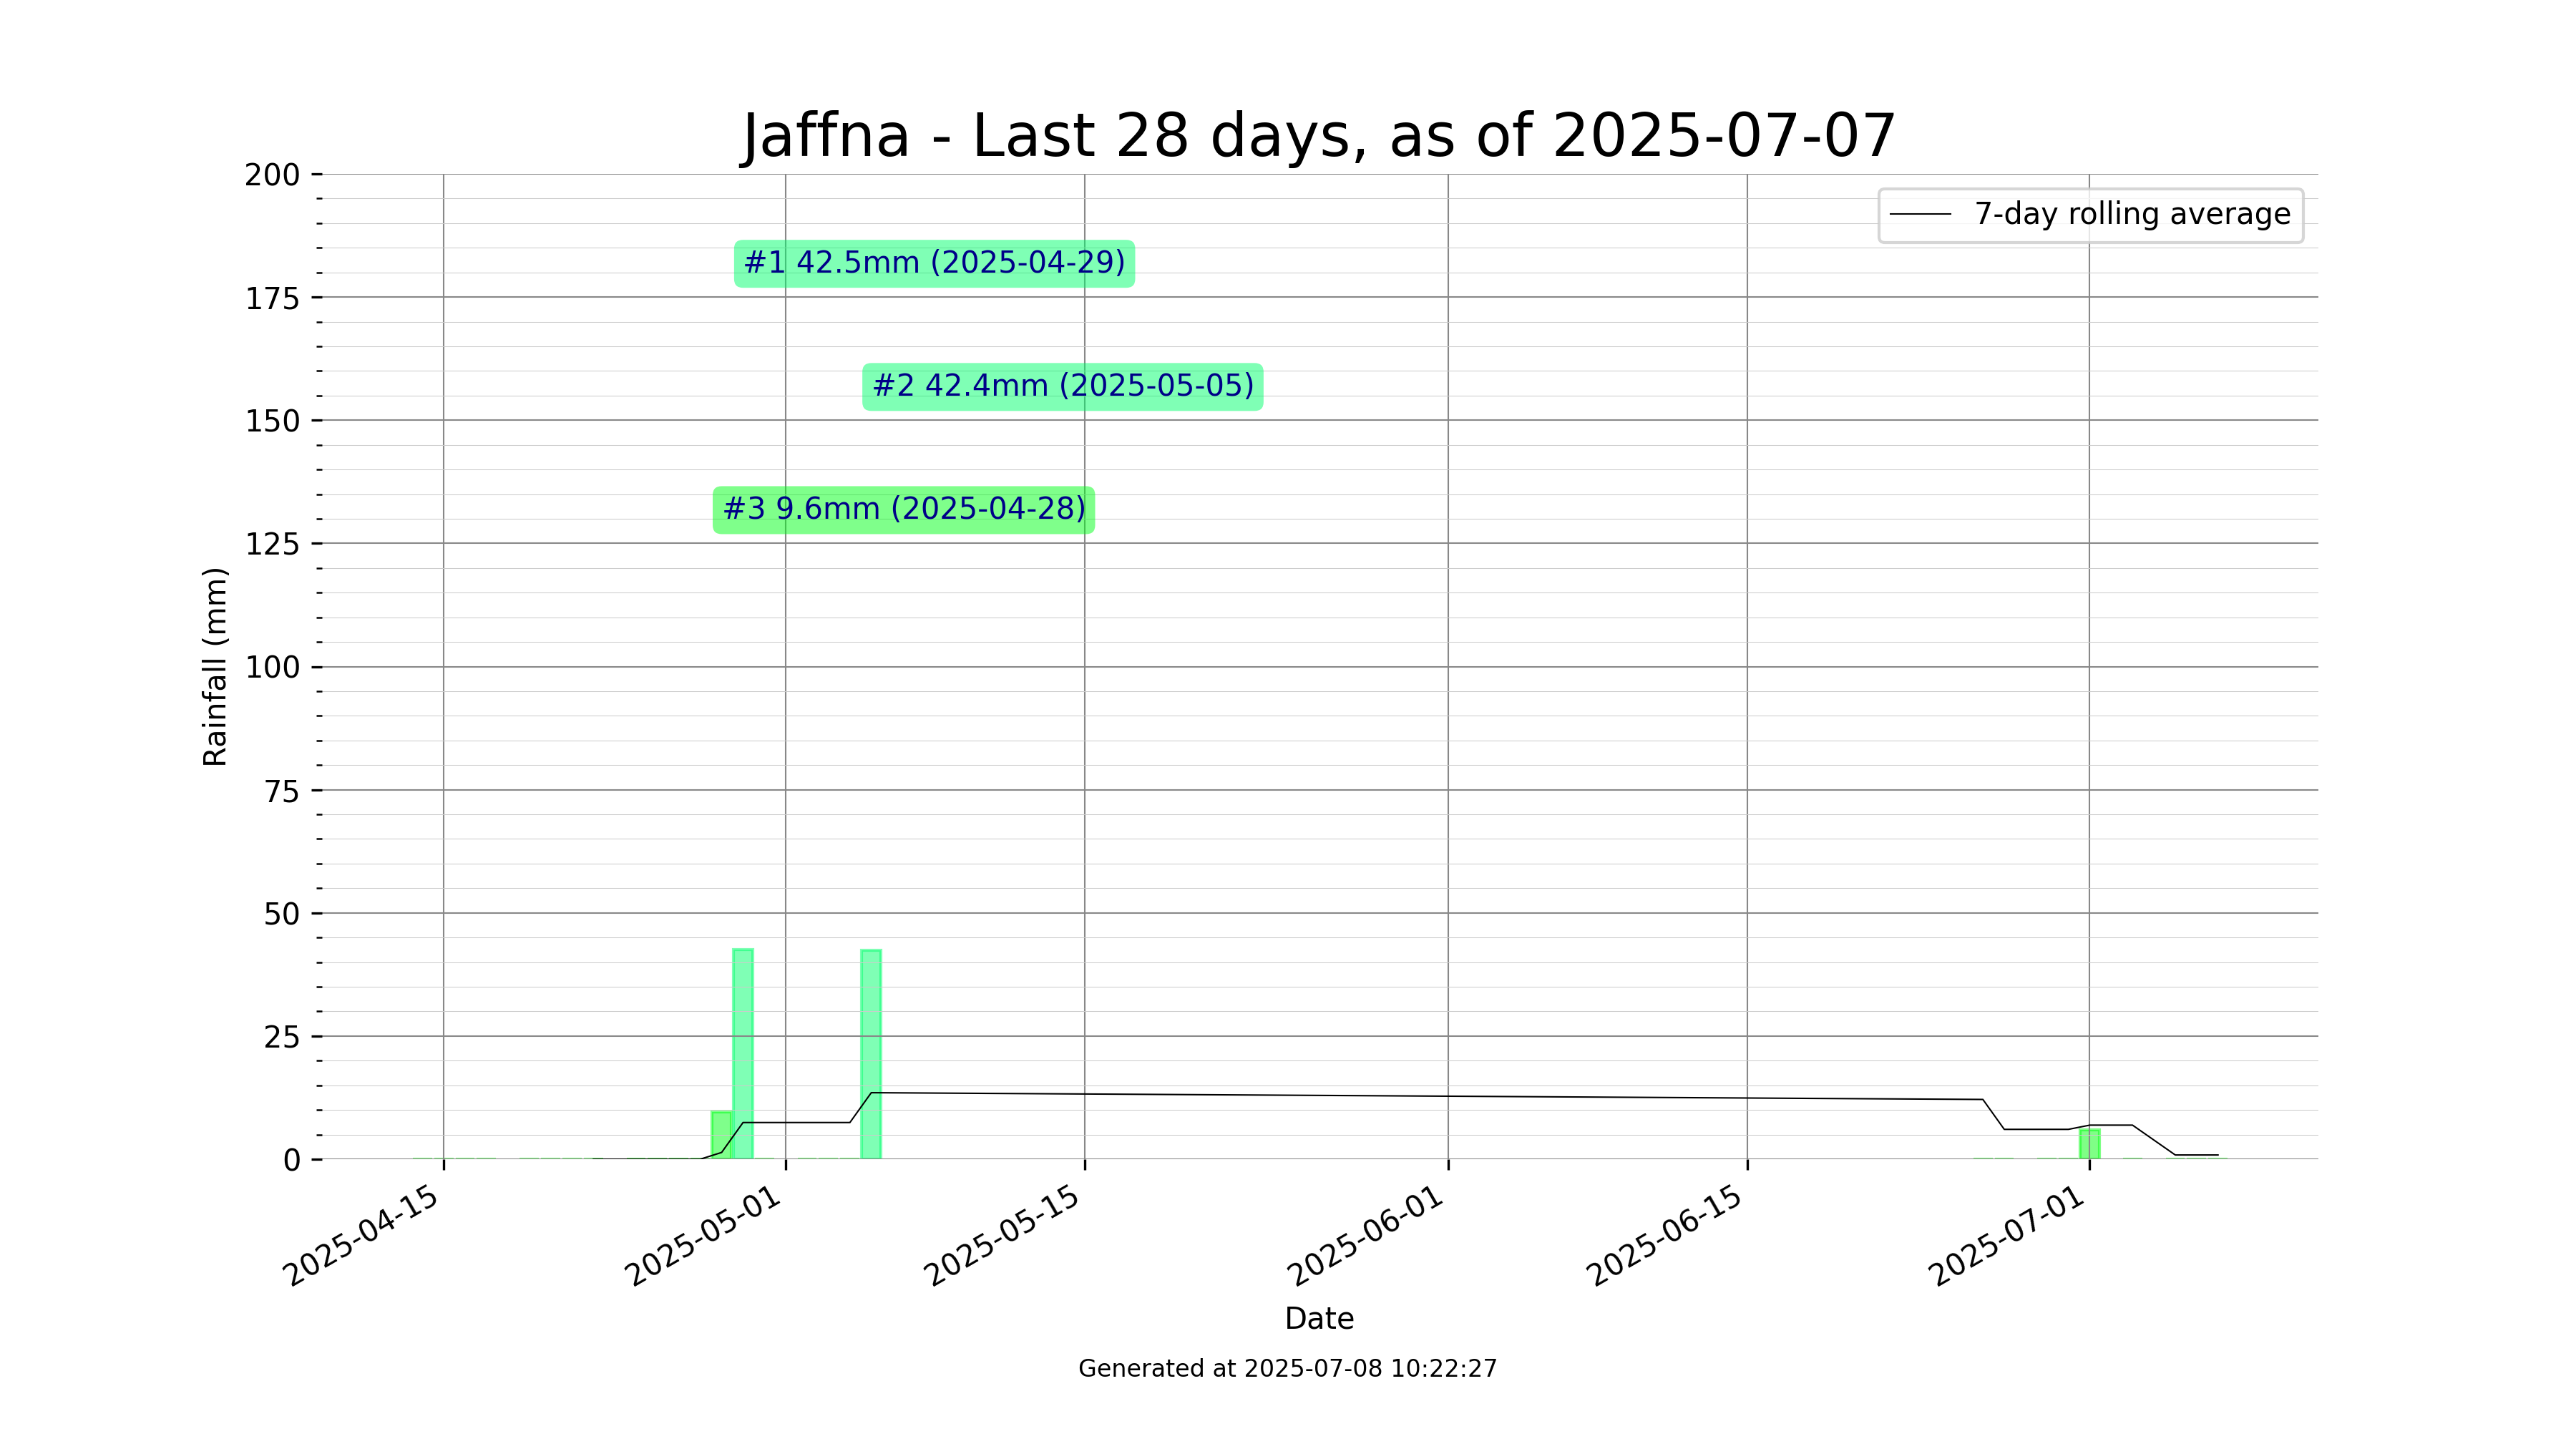 Jaffna - Last 28 days, as of 2025-07-07
7-day rolling average
#1 42.5mm (2025-04-29)
#2 42.4mm (2025-05-05)
#3 9.6mm (2025-04-28)
Rainfall (mm)
200
175
150
125
100
75
50
25
0
2025-04-15
2025-05-01
2025-05-15
2025-06-01
2025-06-15
2025-07-01
Date
Generated at 2025-07-08 10:22:27